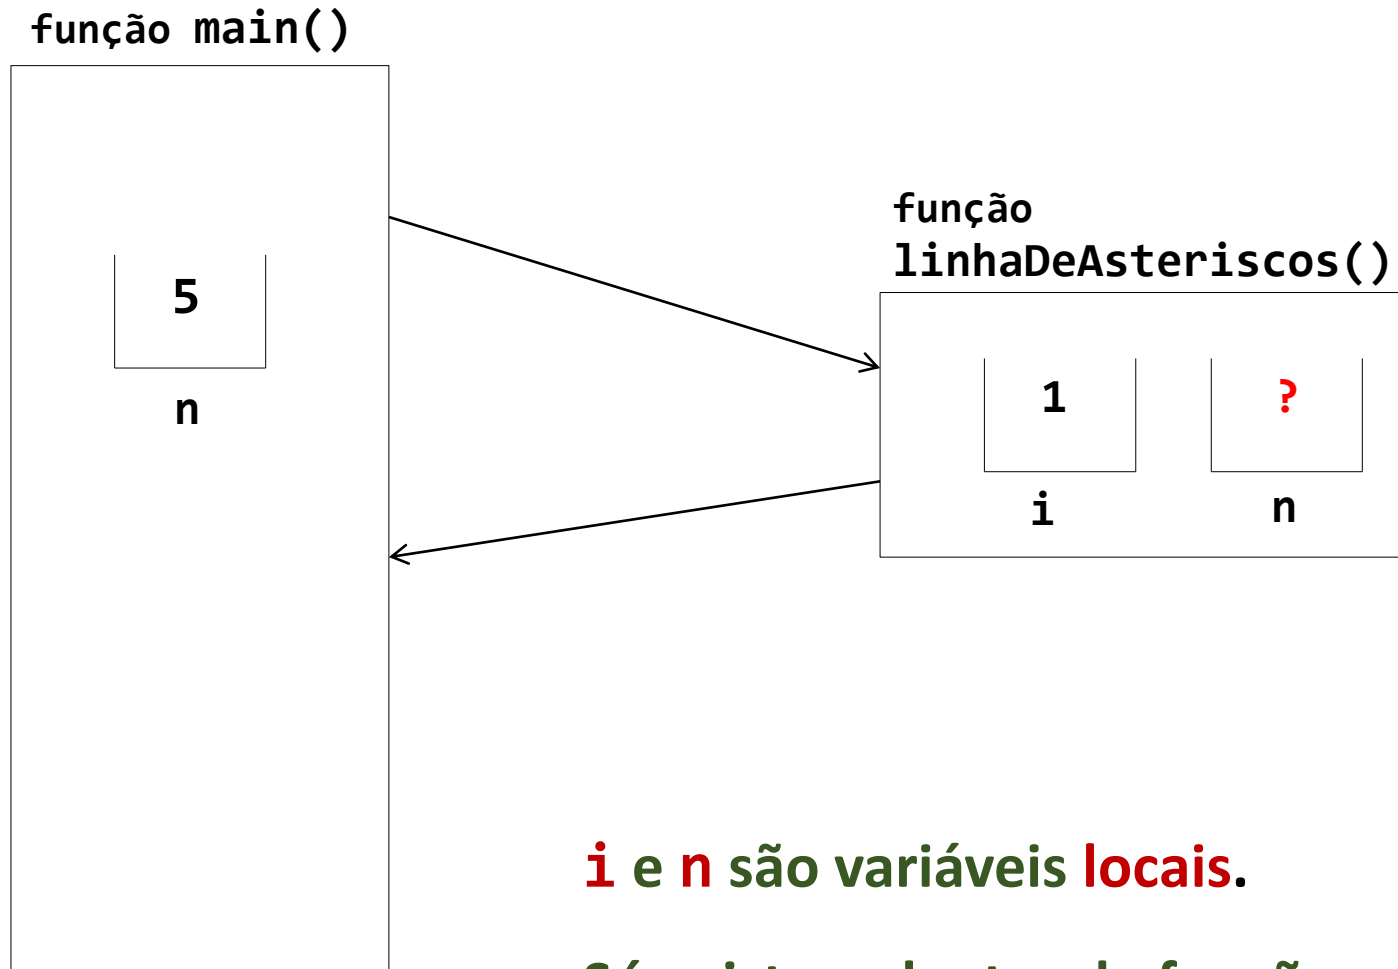 função main()
função
linhaDeAsteriscos()
5
n
1
?
i
n
i e n são variáveis locais.